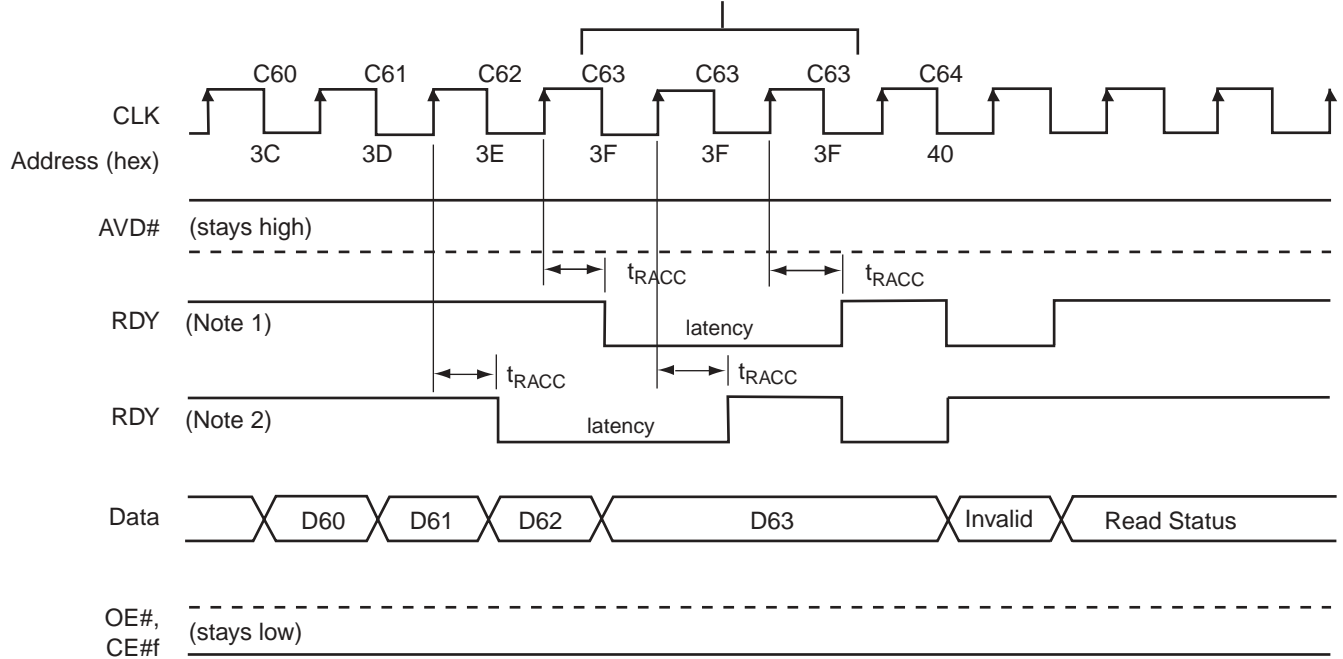 C60 C61 C62 C63 C63 C63 C64
CLK
3C 3D 3E 3F 3F 3F 40
Address (hex)
AVD# (stays high)
tRACC tRACC
RDY (Note 1) latency
tRACC tRACC
RDY (Note 2) latency
Data D60 D61 D62 D63 Invalid Read Status
OE#,
CE#f (stays low)